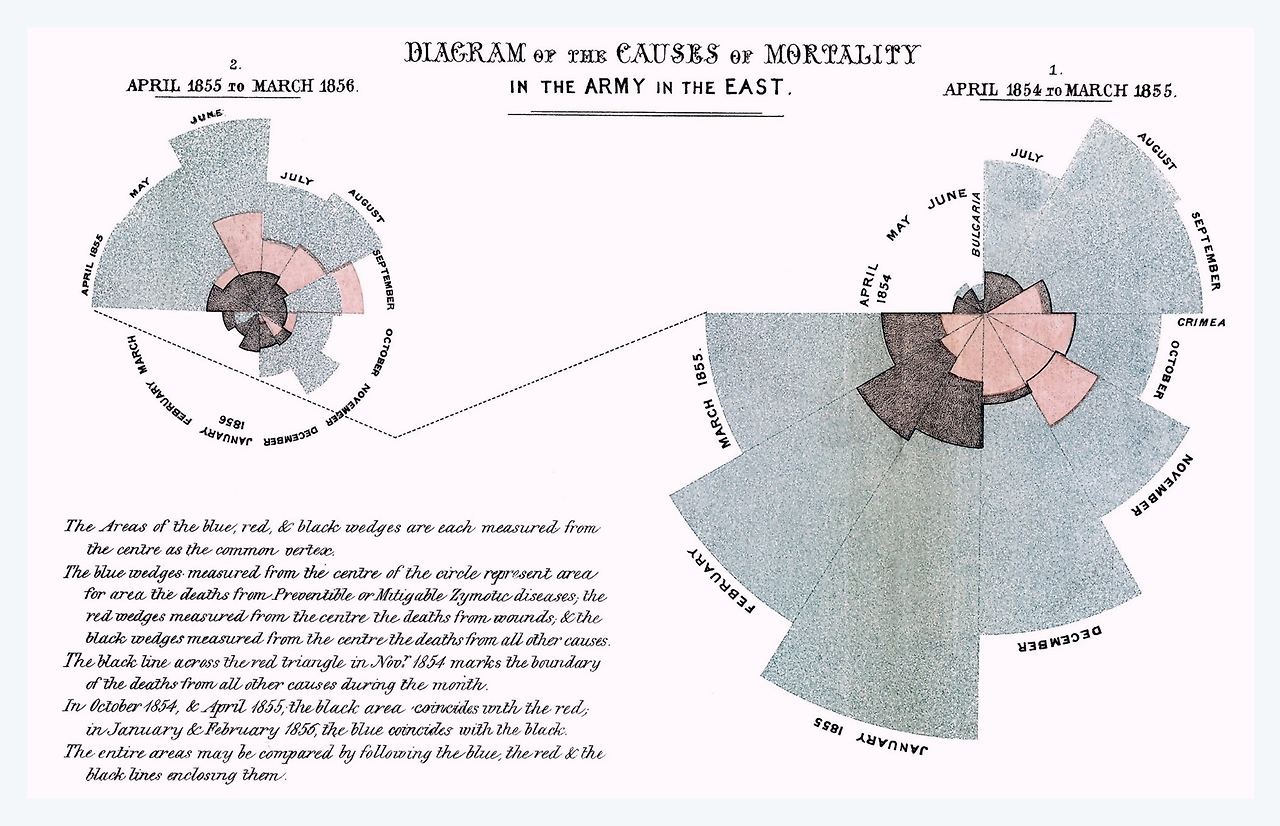 DIAGRAM OF THE CAUSES OF MORTALITY
IN THE ARMY IN THE EAST.
2.
APRIL 1855 TO MARCH 1856.
1.
APRIL 1854 TO MARCH 1855.
APRIL 1855
MAY
JUNE
JULY
AUGUST
SEPTEMBER
OCTOBER
NOVEMBER
DECEMBER
JANUARY
1856
FEBRUARY
MARCH
APRIL
1854
MAY
JUNE
BULGARIA
JULY
AUGUST
SEPTEMBER
CRIMEA
OCTOBER
NOVEMBER
DECEMBER
JANUARY 1855
FEBRUARY
MARCH 1855.
The Areas of the blue, red, & black wedges are each measured from
the centre as the common vertex.
The blue wedges measured from the centre of the circle represent area
for area the deaths from Preventible or Mitigable Zymotic diseases; the
red wedges measured from the centre the deaths from wounds; & the
black wedges measured from the centre the deaths from all other causes.
The black line across the red triangle in Novr. 1854 marks the boundary
of the deaths from all other causes during the month.
In October 1854, & April 1855, the black area coincides with the red;
in January & February 1856, the blue coincides with the black.
The entire areas may be compared by following the blue, the red & the
black lines enclosing them.